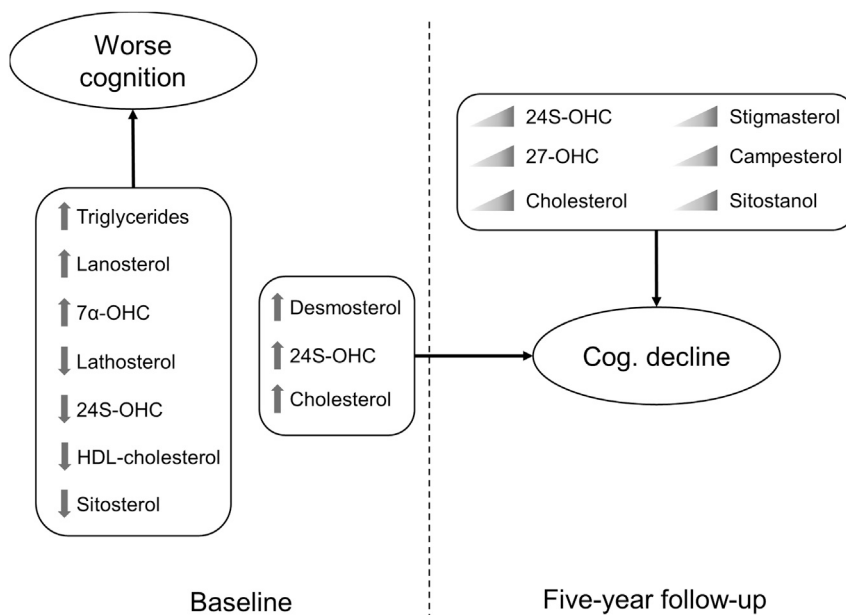 Worse
cognition
Triglycerides
Lanosterol
7α-OHC
Lathosterol
24S-OHC
HDL-cholesterol
Sitosterol
Desmosterol
24S-OHC
Cholesterol
24S-OHC
27-OHC
Cholesterol
Stigmasterol
Campesterol
Sitostanol
Cog. decline
Baseline
Five-year follow-up